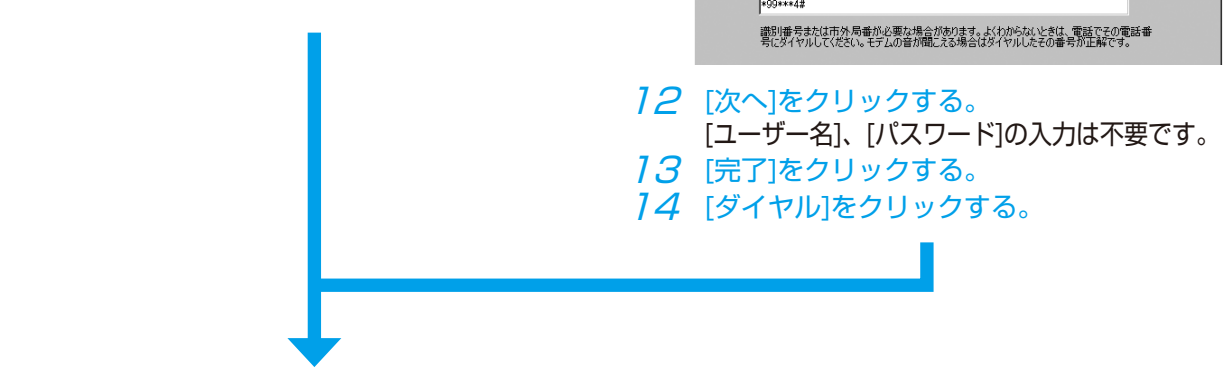 *99***4#
識別番号または市外局番が必要な場合があります。よくわからないときは、電話でその電話番
号にダイヤルしてください。モデムの音が聞こえる場合はダイヤルしたその番号が正解です。
12 [次へ]をクリックする。
[ユーザー名]、[パスワード]の入力は不要です。
13 [完了]をクリックする。
14 [ダイヤル]をクリックする。